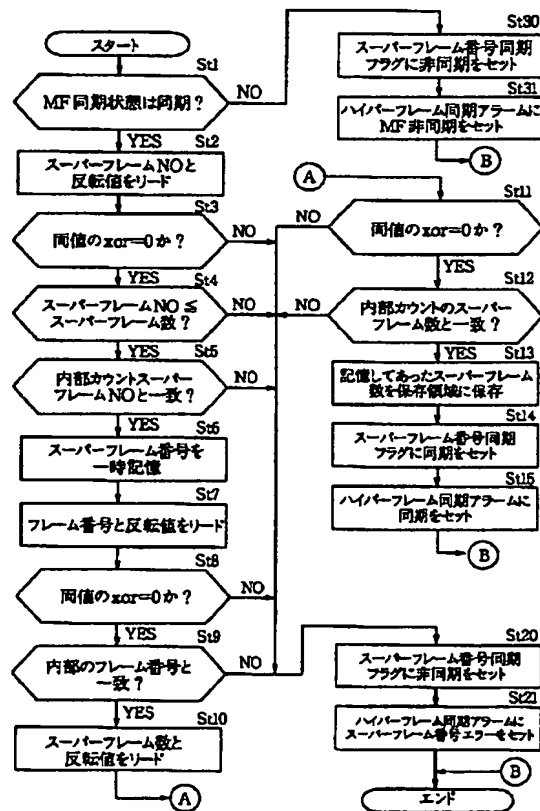 スタート
St1
MF同期状態は同期？
NO
YES
St2
スーパーフレームNOと
反転値をリード
St3
両値のxor=0か？
NO
YES
St4
スーパーフレームNO≦
スーパーフレーム数？
NO
YES
St5
内部カウントスーパー
フレームNOと一致？
NO
YES
St6
スーパーフレーム番号を
一時記憶
St7
フレーム番号と反転値をリード
St8
両値のxor=0か？
NO
YES
St9
内部のフレーム番号と
一致？
NO
YES
St10
スーパーフレーム数と
反転値をリード
A
St30
スーパーフレーム番号同期
フラグに非同期をセット
St31
ハイパーフレーム同期アラームに
MF非同期をセット
B
A
St11
NO
両値のxor=0か？
YES
St12
NO
内部カウントのスーパー
フレーム数と一致？
YES
St13
記憶してあったスーパーフレーム
数を保存領域に保存
St14
スーパーフレーム番号同期
フラグに同期をセット
St15
ハイパーフレーム同期アラームに
同期をセット
B
St20
スーパーフレーム番号同期
フラグに非同期をセット
St21
ハイパーフレーム同期アラームに
スーパーフレーム番号エラーをセット
B
エンド